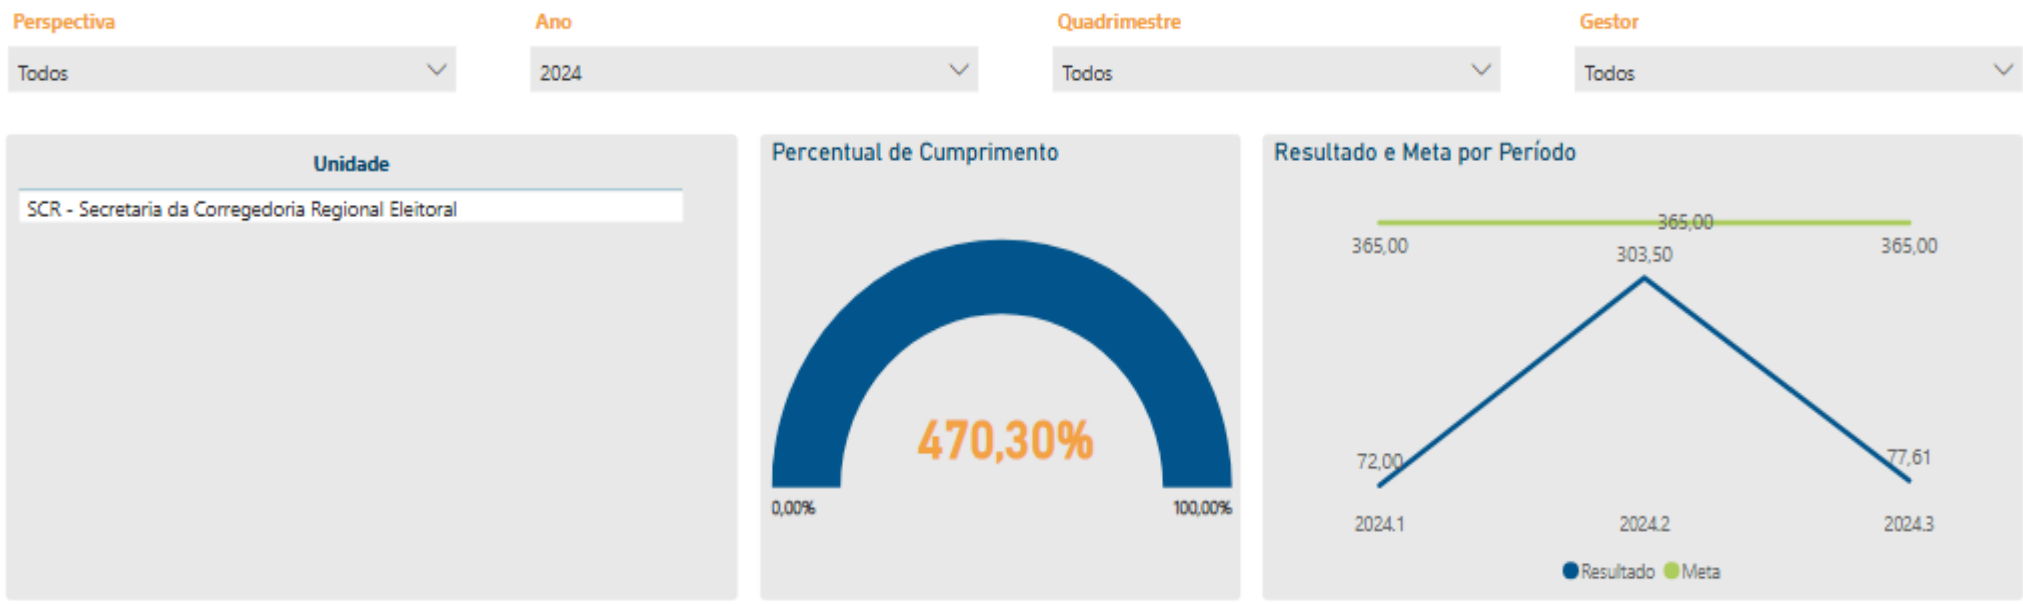 Perspectiva
Todos
Ano
2024
Quadrimestre
Todos
Gestor
Todos
Unidade
SCR - Secretaria da Corregedoria Regional Eleitoral
Percentual de Cumprimento
470,30%
0,00%
100,00%
Resultado e Meta por Período
365,00
365,00
365,00
303,50
72,00
77,61
2024.1
2024.2
2024.3
Resultado
Meta